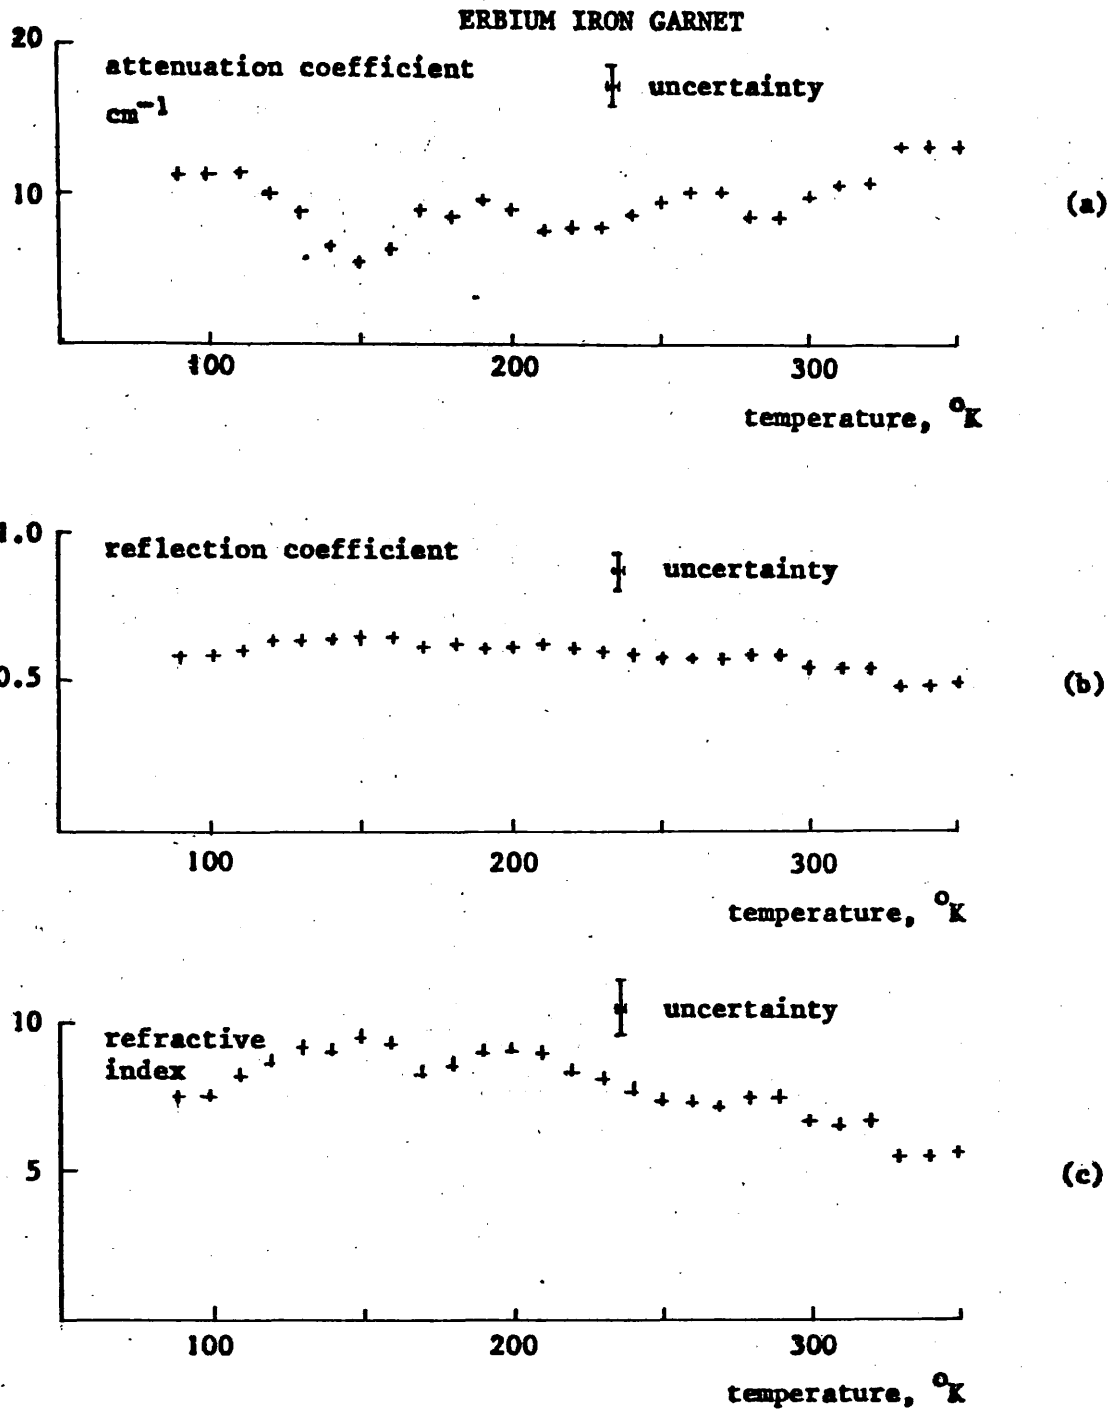 ERBIUM IRON GARNET
20
attenuation coefficient
cm-1
uncertainty
10
(a)
100
200
300
temperature, °K
1.0
reflection coefficient
uncertainty
0.5
(b)
100
200
300
temperature, °K
10
refractive
index
uncertainty
5
(c)
100
200
300
temperature, °K